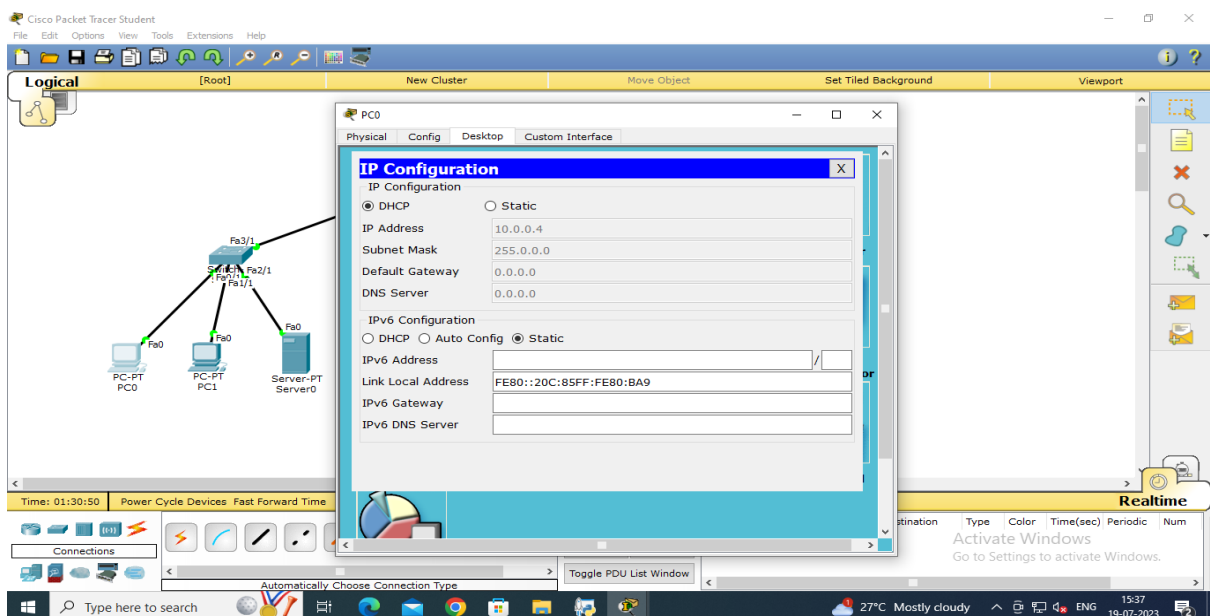 Cisco Packet Tracer Student
File Edit Options View Tools Extensions Help
Logical [Root] New Cluster Move Object Set Tiled Background Viewport
PC0
Physical Config Desktop Custom Interface
IP Configuration X
IP Configuration
DHCP Static
IP Address 10.0.0.4
Subnet Mask 255.0.0.0
Default Gateway 0.0.0.0
DNS Server 0.0.0.0
IPv6 Configuration
DHCP Auto Config Static
IPv6 Address /
Link Local Address FE80::20C:85FF:FE80:BA9
IPv6 Gateway
IPv6 DNS Server
Fa3/1
Fa2/1
Fa1/1
Fa0
Fa0
Fa0
PC-PT
PC0
PC-PT
PC1
Server-PT
Server0
or
Time: 01:30:50 Power Cycle Devices Fast Forward Time Realtime
Connections
Automatically Choose Connection Type
Toggle PDU List Window
stination Type Color Time(sec) Periodic Num
Activate Windows
Go to Settings to activate Windows.
Type here to search
27°C Mostly cloudy ENG 15:37
19-07-2023